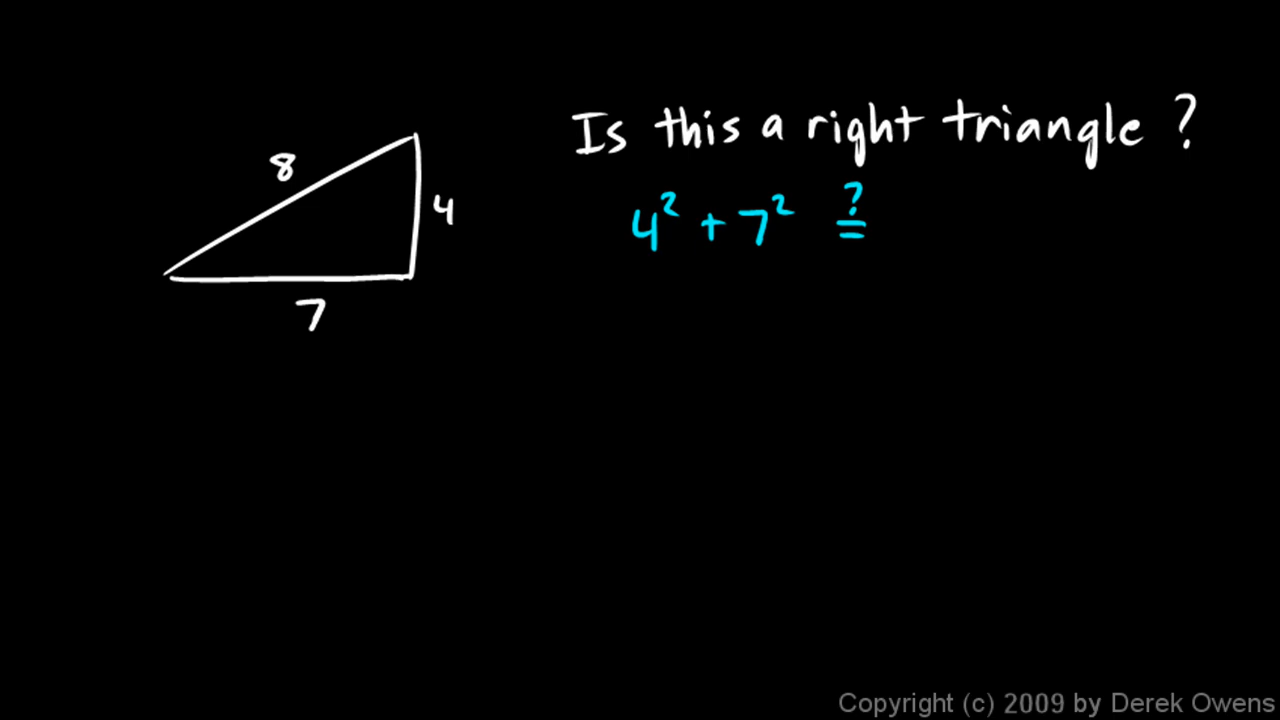 Is this a right triangle ?
8
4² + 7² ≟
4
7
Copyright (c) 2009 by Derek Owens